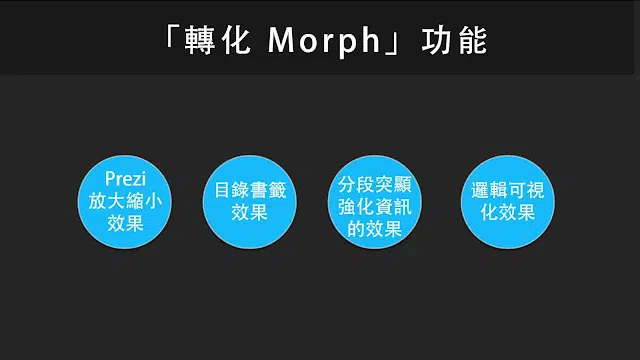 「轉化 Morph」功能
Prezi
放大縮小
效果
目錄書籤
效果
分段突顯
強化資訊
的效果
邏輯可視
化效果